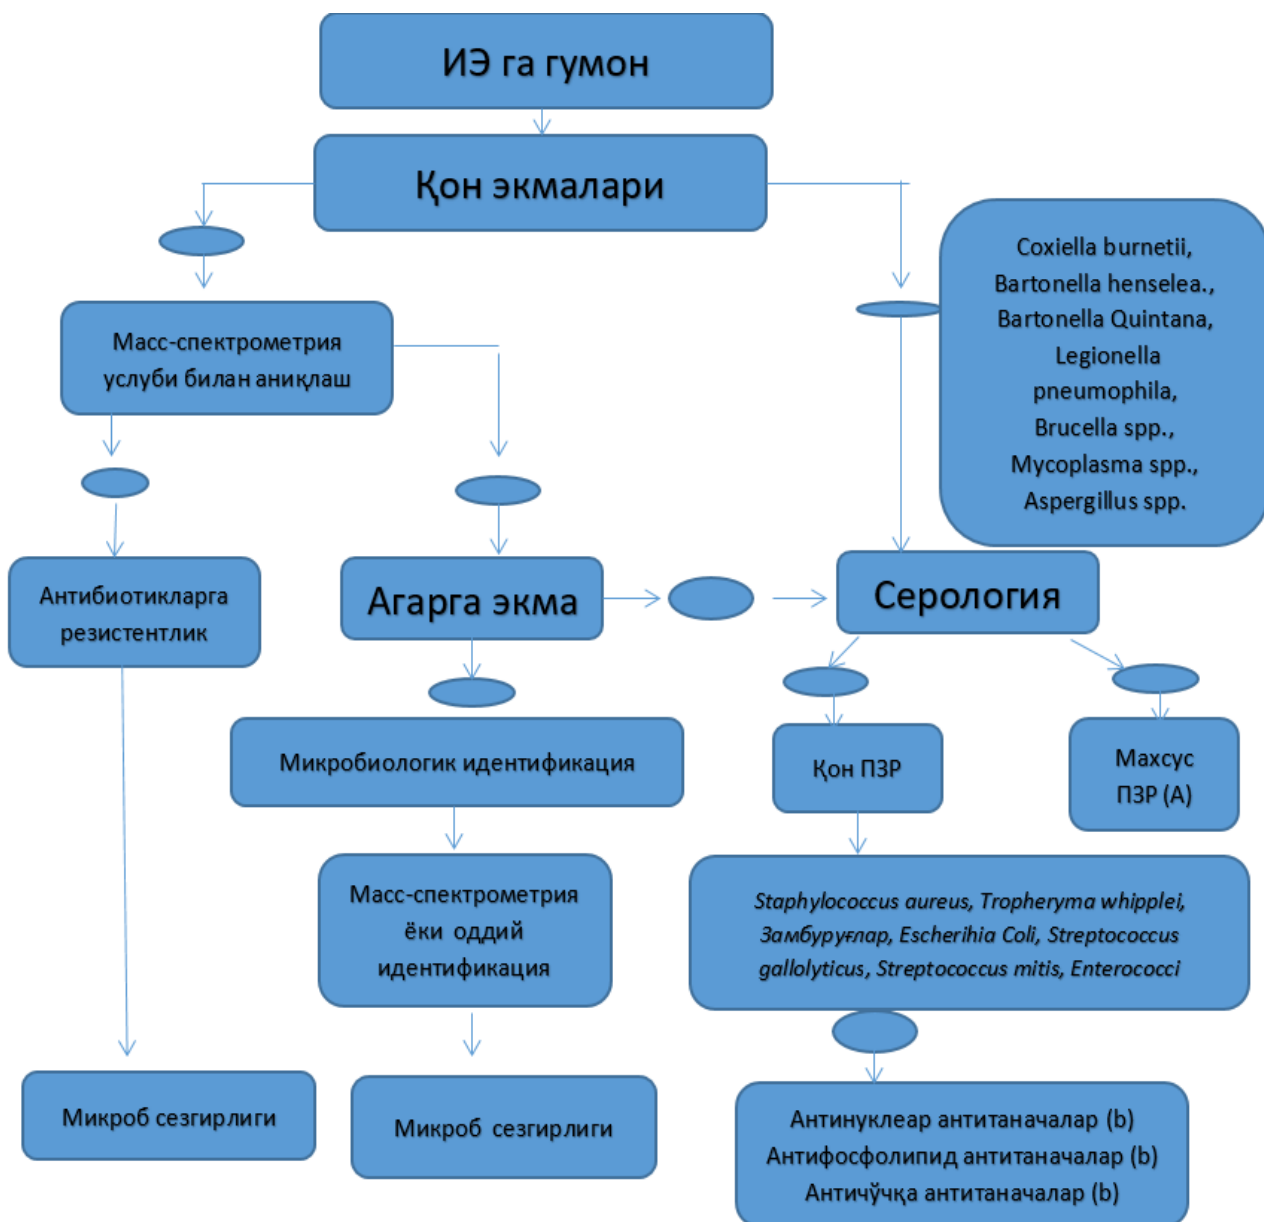 ИЭ га гумон
Қон экмалари
Coxiella burnetii,
Bartonella henselea.,
Bartonella Quintana,
Legionella
pneumophila,
Brucella spp.,
Mycoplasma spp.,
Aspergillus spp.
Масс-спектрометрия
услуби билан аниқлаш
Антибиотикларга
резистентлик
Агарга экма
Серология
Микробиологик идентификация
Қон ПЗР
Махсус
ПЗР (А)
Масс-спектрометрия
ёки оддий
идентификация
Staphylococcus aureus, Tropheryma whipplei,
Замбуруғлар, Escherihia Coli, Streptococcus
gallolyticus, Streptococcus mitis, Enterococci
Микроб сезгирлиги
Микроб сезгирлиги
Антинуклеар антитаначалар (b)
Антифосфолипид антитаначалар (b)
Античўчқа антитаначалар (b)